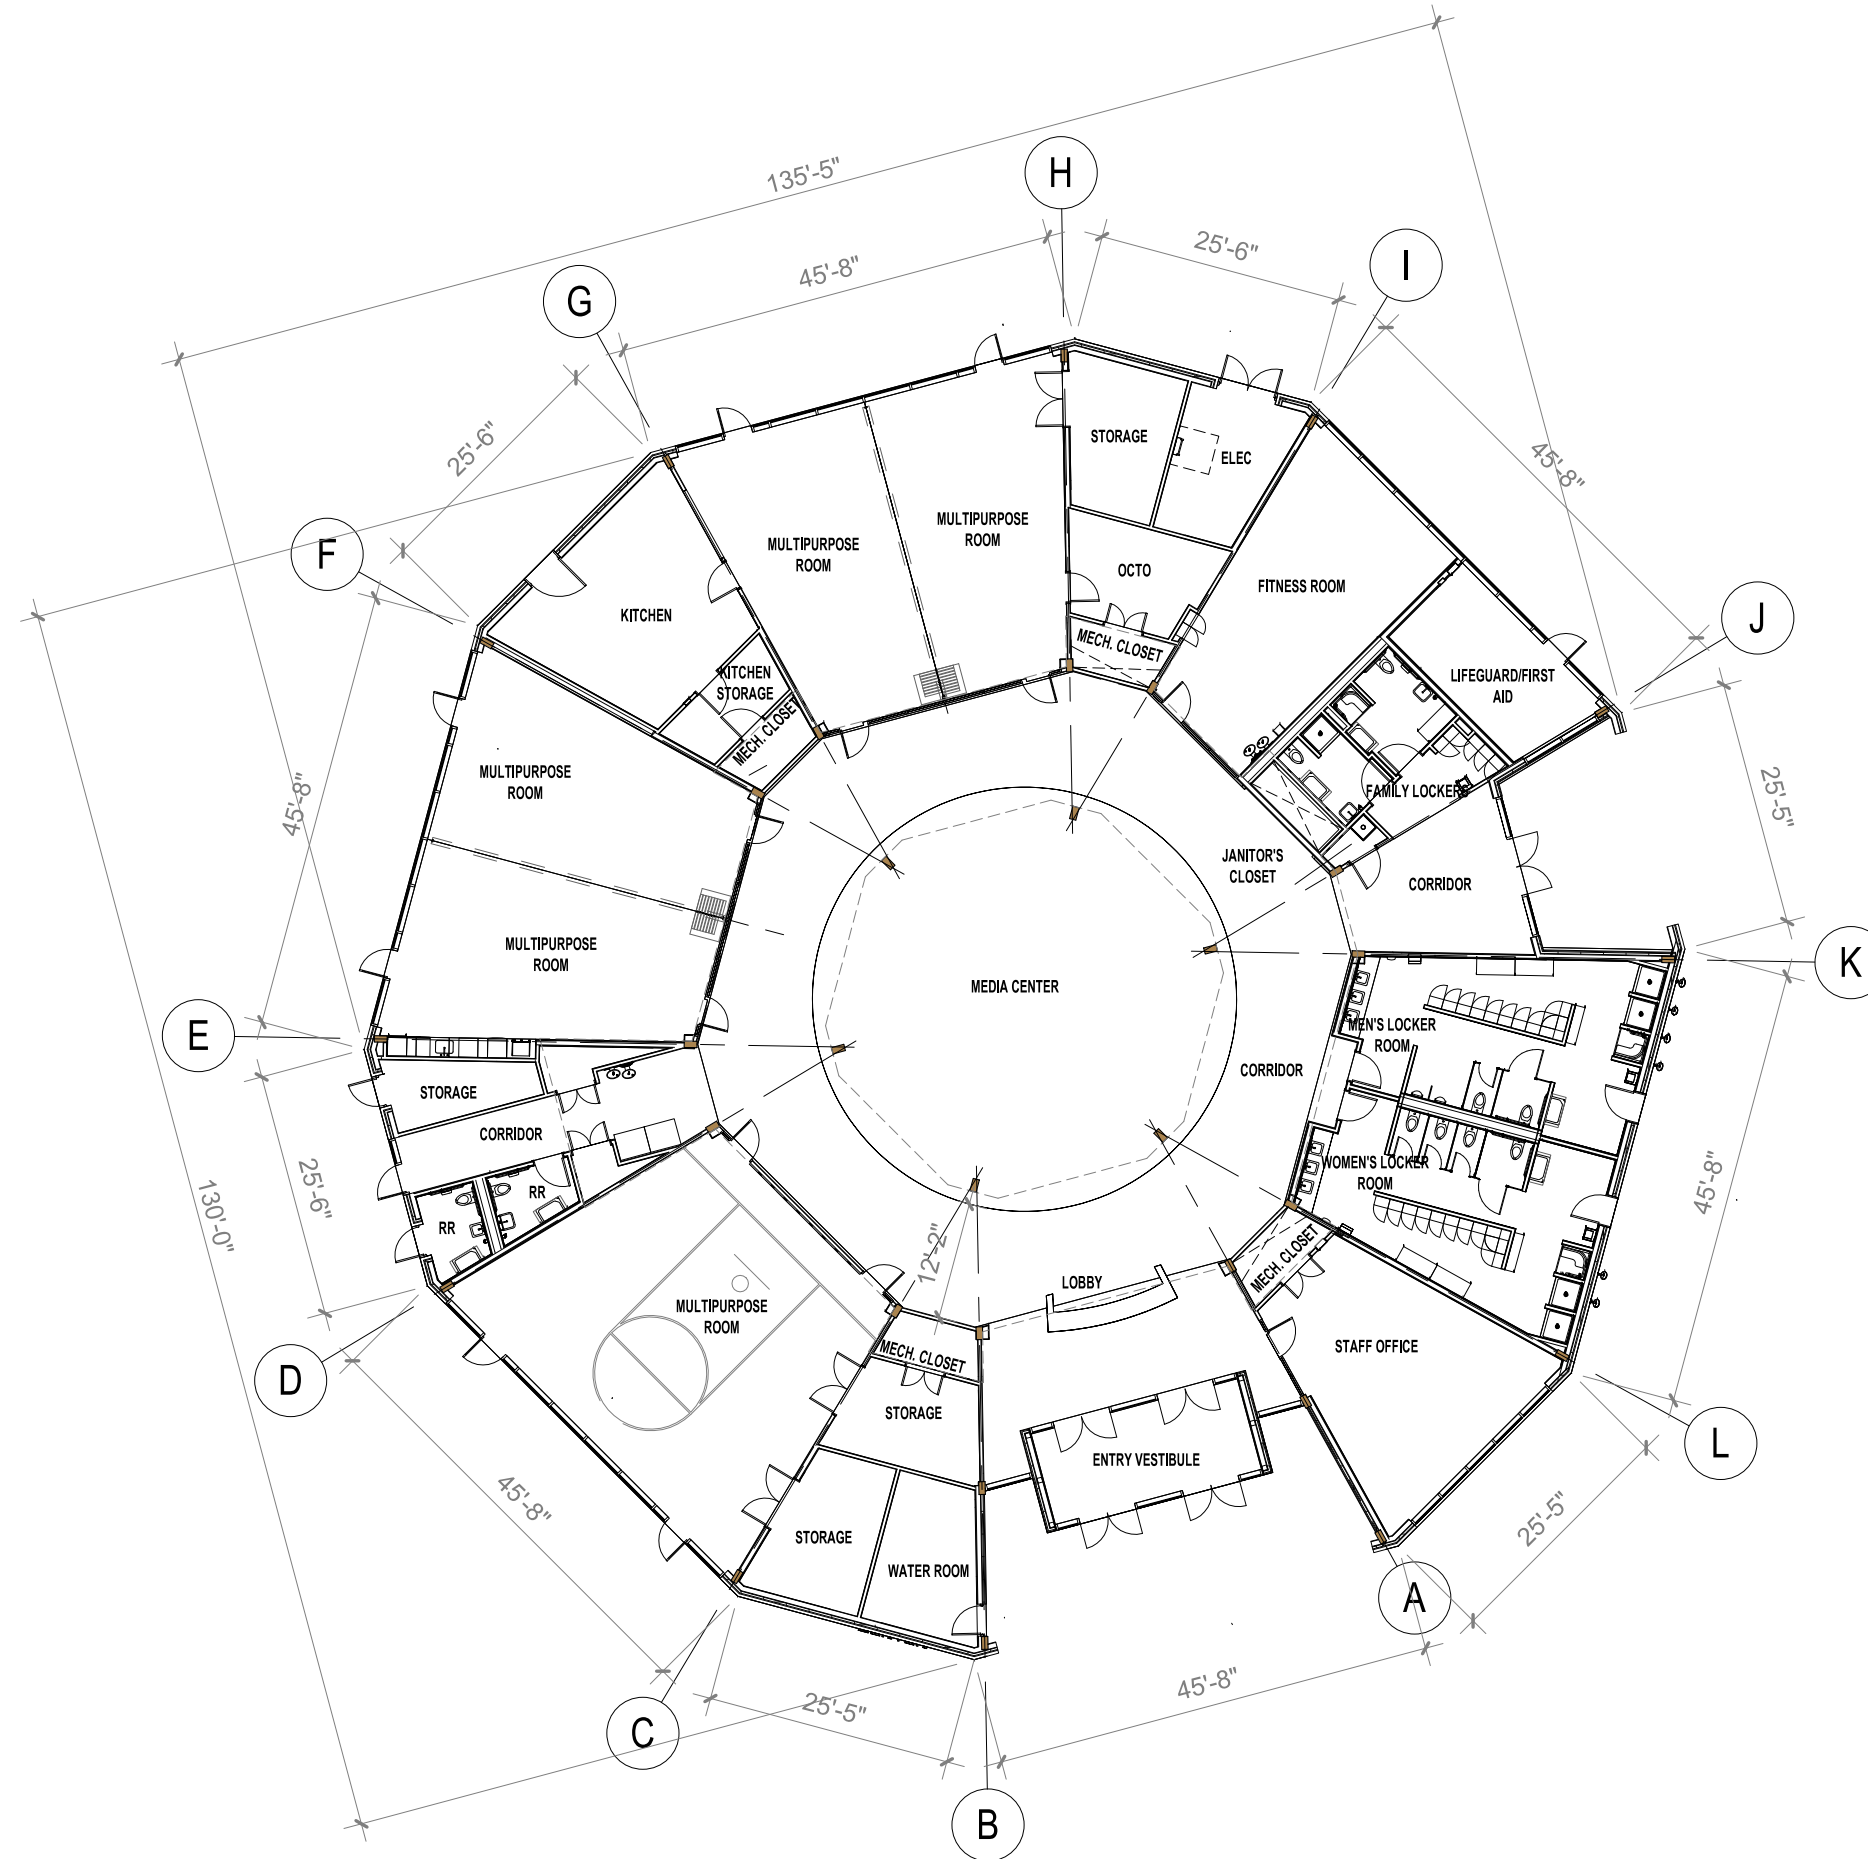 135'-5"
H
25'-6"
I
45'-8"
G
45'-8"
25'-6"
STORAGE
ELEC
MULTIPURPOSE
ROOM
MULTIPURPOSE
ROOM
F
OCTO
FITNESS ROOM
KITCHEN
J
MECH. CLOSET
LIFEGUARD/FIRST
AID
KITCHEN
STORAGE
MECH. CLOSET
MULTIPURPOSE
ROOM
45'-8"
FAMILY LOCKERS
25'-5"
JANITOR'S
CLOSET
CORRIDOR
MULTIPURPOSE
ROOM
K
MEDIA CENTER
E
MEN'S LOCKER
ROOM
CORRIDOR
STORAGE
CORRIDOR
WOMEN'S LOCKER
ROOM
25'-6"
RR
RR
45'-8"
130'-0"
12'-2"
MECH. CLOSET
LOBBY
MULTIPURPOSE
ROOM
MECH. CLOSET
STAFF OFFICE
D
STORAGE
L
ENTRY VESTIBULE
45'-8"
25'-5"
STORAGE
WATER ROOM
A
45'-8"
25'-5"
C
B